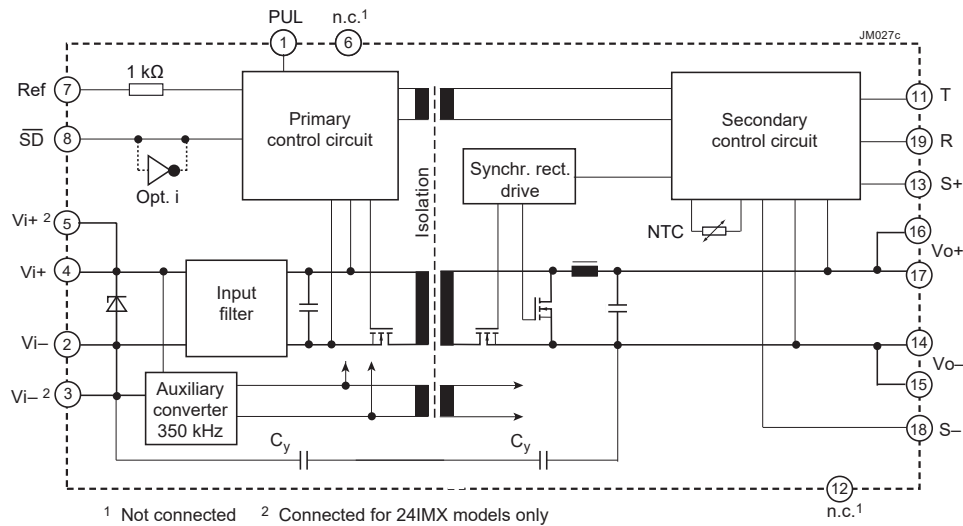 PUL
n.c.¹
JM027c
1
6
Ref
7
1 kΩ
Primary
control circuit
Secondary
control circuit
11
T
S̅D̅
8
Opt. i
19
R
Synchr. rect.
drive
13
S+
Isolation
NTC
Vi+ ²
5
16
Vo+
Vi+
4
17
Input
filter
Vi–
2
14
Vo–
Vi– ²
3
Auxiliary
converter
350 kHz
15
Cy
Cy
18
S–
12
n.c.¹
¹ Not connected ² Connected for 24IMX models only